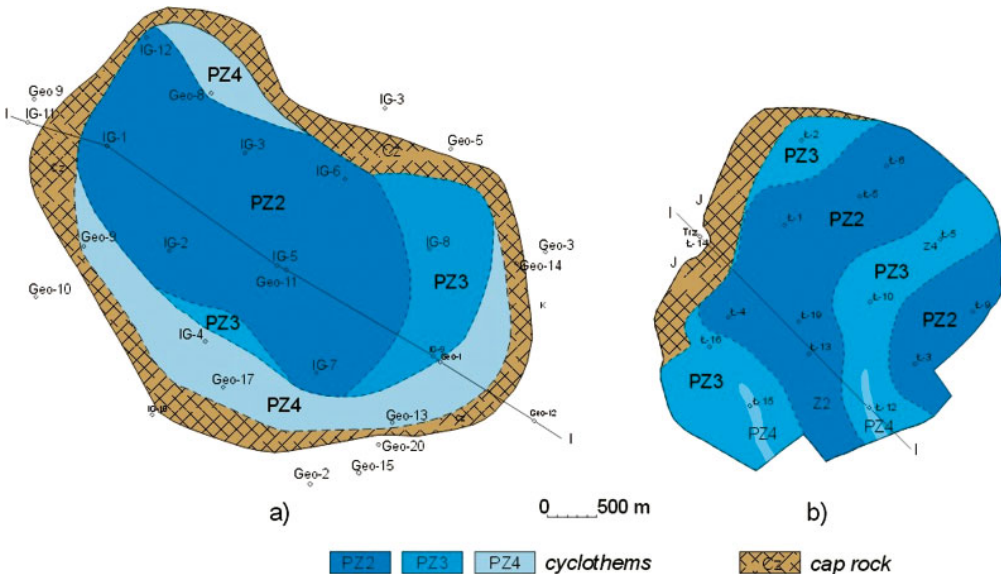 IG-12
PZ4
Geo-8
Geo 9
IG-3
I
IG-11
IG-1
IG-3
Cz
Geo-5
Cz
IG-6
PZ2
Geo-9
IG-2
IG-8
Geo-3
Geo-14
IG-5
Geo-11
PZ3
Geo-10
K
PZ3
IG-4
Geo-1
IG-7
Geo-17
PZ4
Geo-13
Cz
Geo-12
I
Geo-20
Geo-15
Geo-2
a)
0 500 m
Ł-2
PZ3
Ł-6
J
Ł-5
I
Ł-1
PZ2
Trz
Ł-14
Ł-5
Z4
J
PZ3
Ł-10
Ł-4
Ł-19
PZ2
Ł-9
Ł-16
Ł-13
Ł-3
PZ3
Ł-15
Z2
Ł-12
PZ4
PZ4
I
b)
PZ2 PZ3 PZ4 cyclothems
Cz cap rock